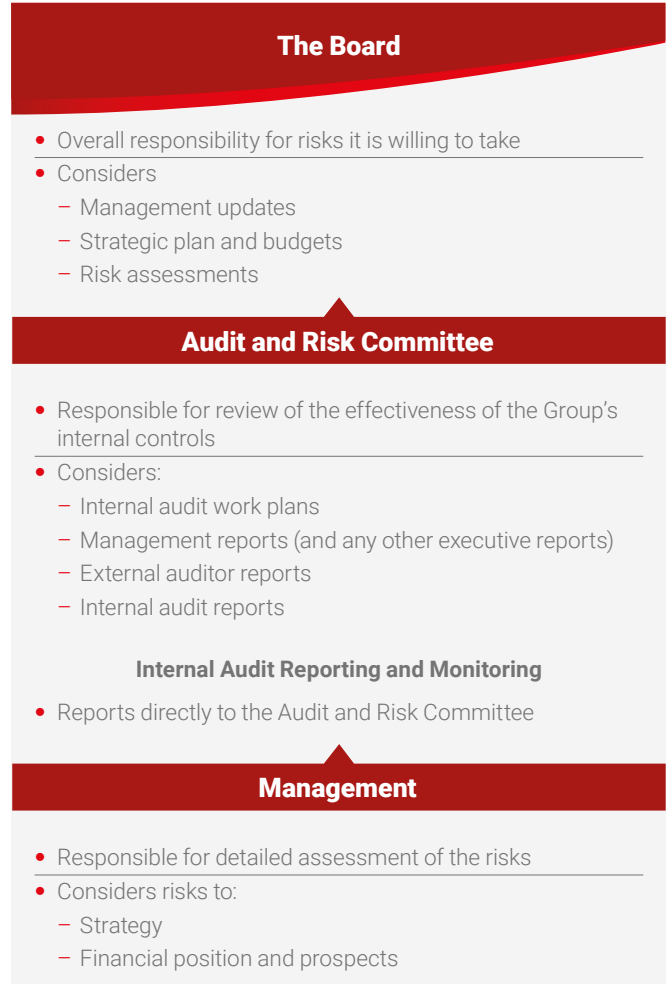 The Board
• Overall responsibility for risks it is willing to take
• Considers
– Management updates
– Strategic plan and budgets
– Risk assessments
Audit and Risk Committee
• Responsible for review of the effectiveness of the Group’s
internal controls
• Considers:
– Internal audit work plans
– Management reports (and any other executive reports)
– External auditor reports
– Internal audit reports
Internal Audit Reporting and Monitoring
• Reports directly to the Audit and Risk Committee
Management
• Responsible for detailed assessment of the risks
• Considers risks to:
– Strategy
– Financial position and prospects